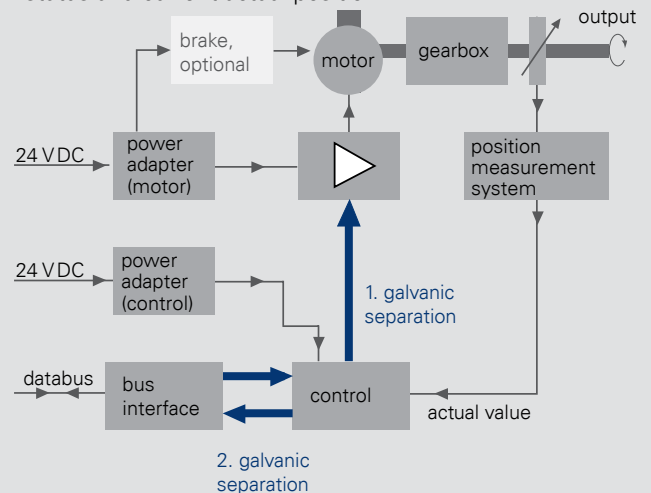 output
brake,
optional
motor
gearbox
24 V DC
power
adapter
(motor)
position
measurement
system
24 V DC
power
adapter
(control)
1. galvanic
separation
databus
bus
interface
control
actual value
2. galvanic
separation